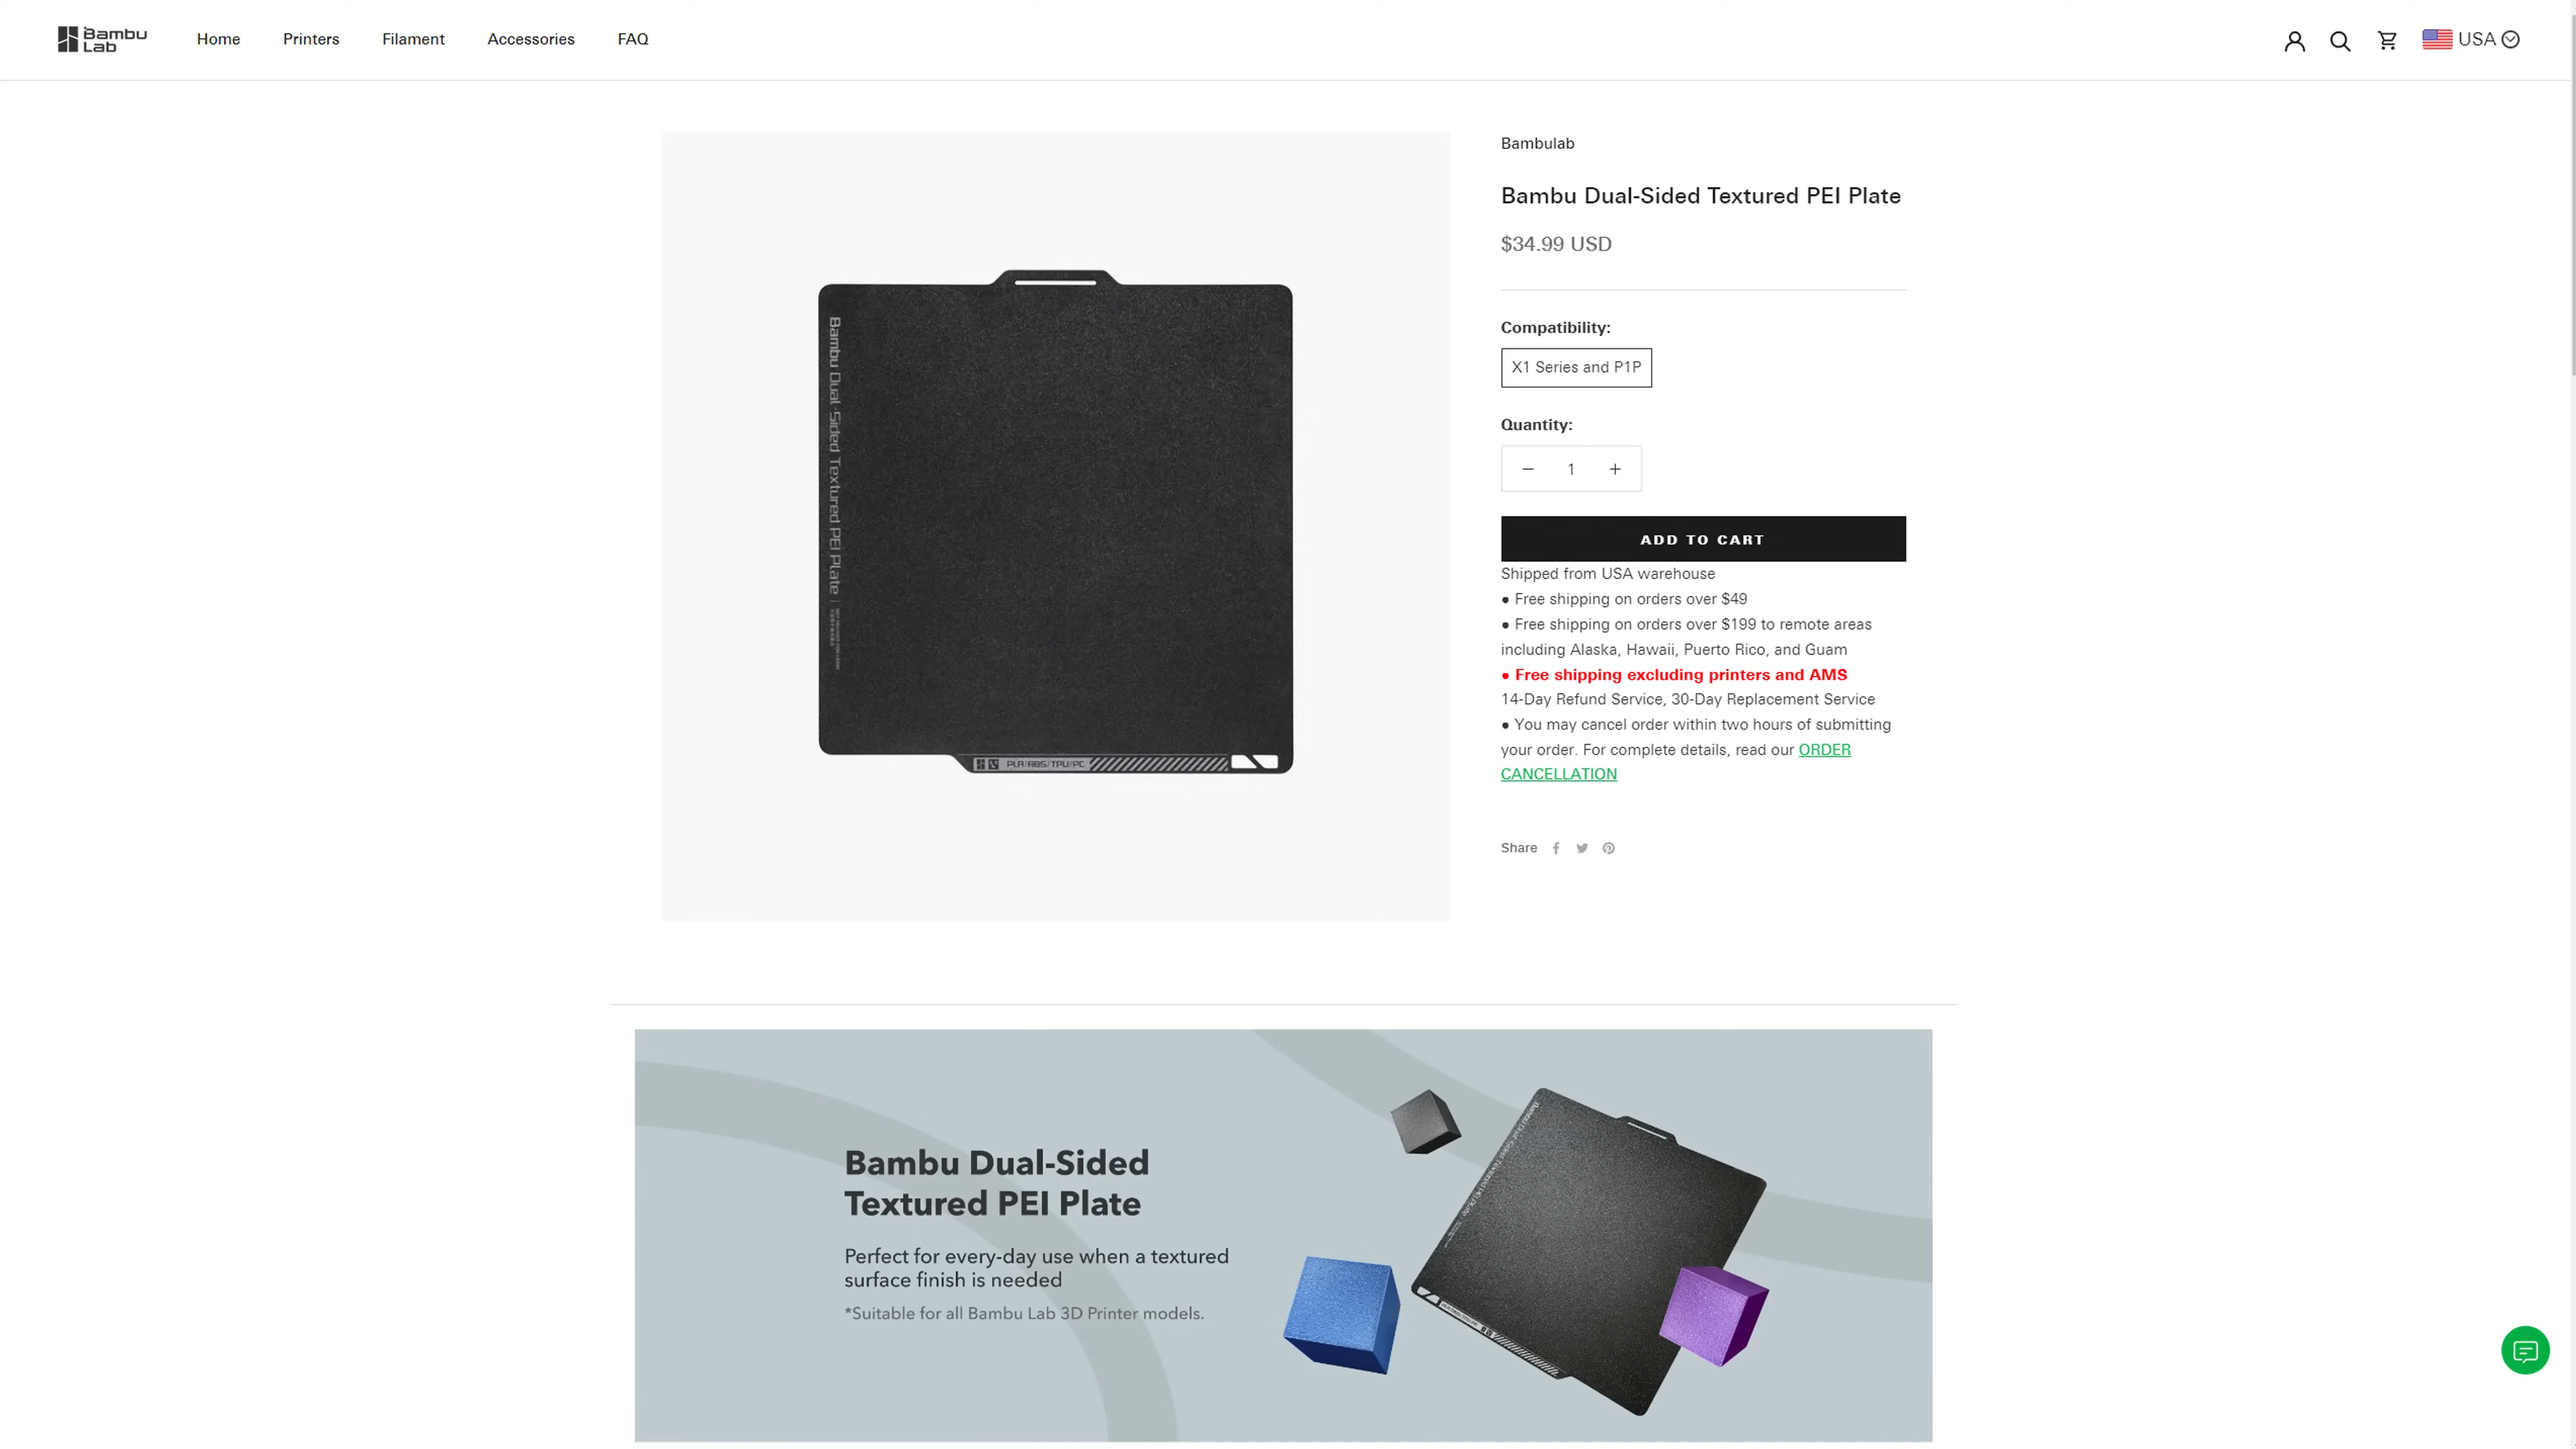 Bambu
Lab
Home
Printers
Filament
Accessories
FAQ
USA
Bambu Dual-Sided Textured PEI Plate
PLA/ABS/TPU/PC
Bambulab
Bambu Dual-Sided Textured PEI Plate
$34.99 USD
Compatibility:
X1 Series and P1P
Quantity:
− 1 +
ADD TO CART
Shipped from USA warehouse
● Free shipping on orders over $49
● Free shipping on orders over $199 to remote areas
including Alaska, Hawaii, Puerto Rico, and Guam
● Free shipping excluding printers and AMS
14-Day Refund Service, 30-Day Replacement Service
● You may cancel order within two hours of submitting
your order. For complete details, read our ORDER
CANCELLATION
Share
Bambu Dual-Sided
Textured PEI Plate
Perfect for every-day use when a textured
surface finish is needed
*Suitable for all Bambu Lab 3D Printer models.